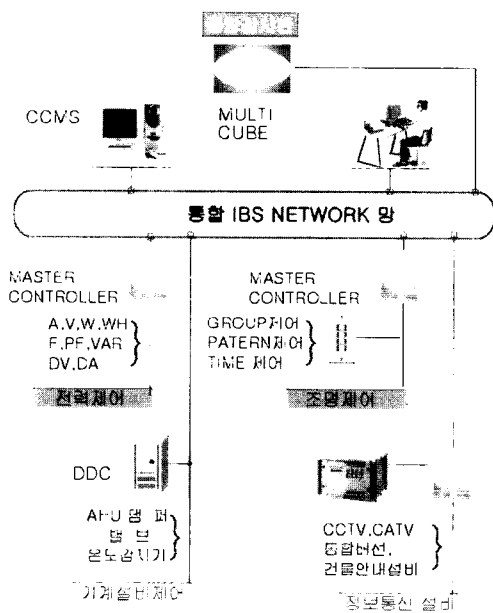 CCMS
MULTI
CUBE
통합 IBS NETWORK 망
MASTER
CONTROLLER
A,V,W,WH
F,PF,VAR
DV,DA
전력제어
MASTER
CONTROLLER
GROUP제어
PATERN제어
TIME 제어
조명제어
DDC
AHU 댐 퍼
밸 브
온도감지기
기계설비제어
CCTV,CATV
통합배선,
건물안내설비
정보통신 설비